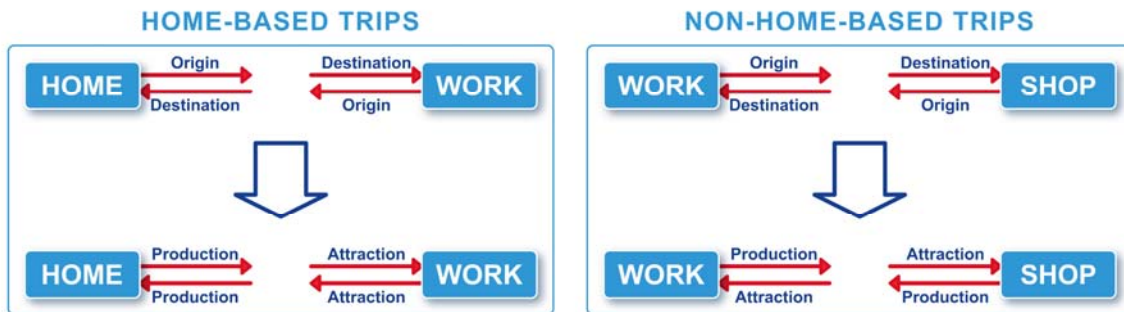 HOME-BASED TRIPS
Origin
Destination
HOME
WORK
Destination
Origin
Production
Attraction
HOME
WORK
Production
Attraction
NON-HOME-BASED TRIPS
Origin
Destination
WORK
SHOP
Destination
Origin
Production
Attraction
WORK
SHOP
Attraction
Production